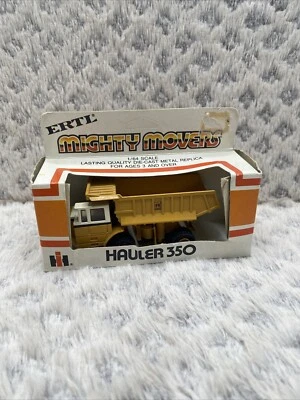 ERTL
MIGHTY MOVERS
1/64 SCALE
LASTING QUALITY DIE-CAST METAL REPLICA
FOR AGES 3 AND OVER
HAULER 350